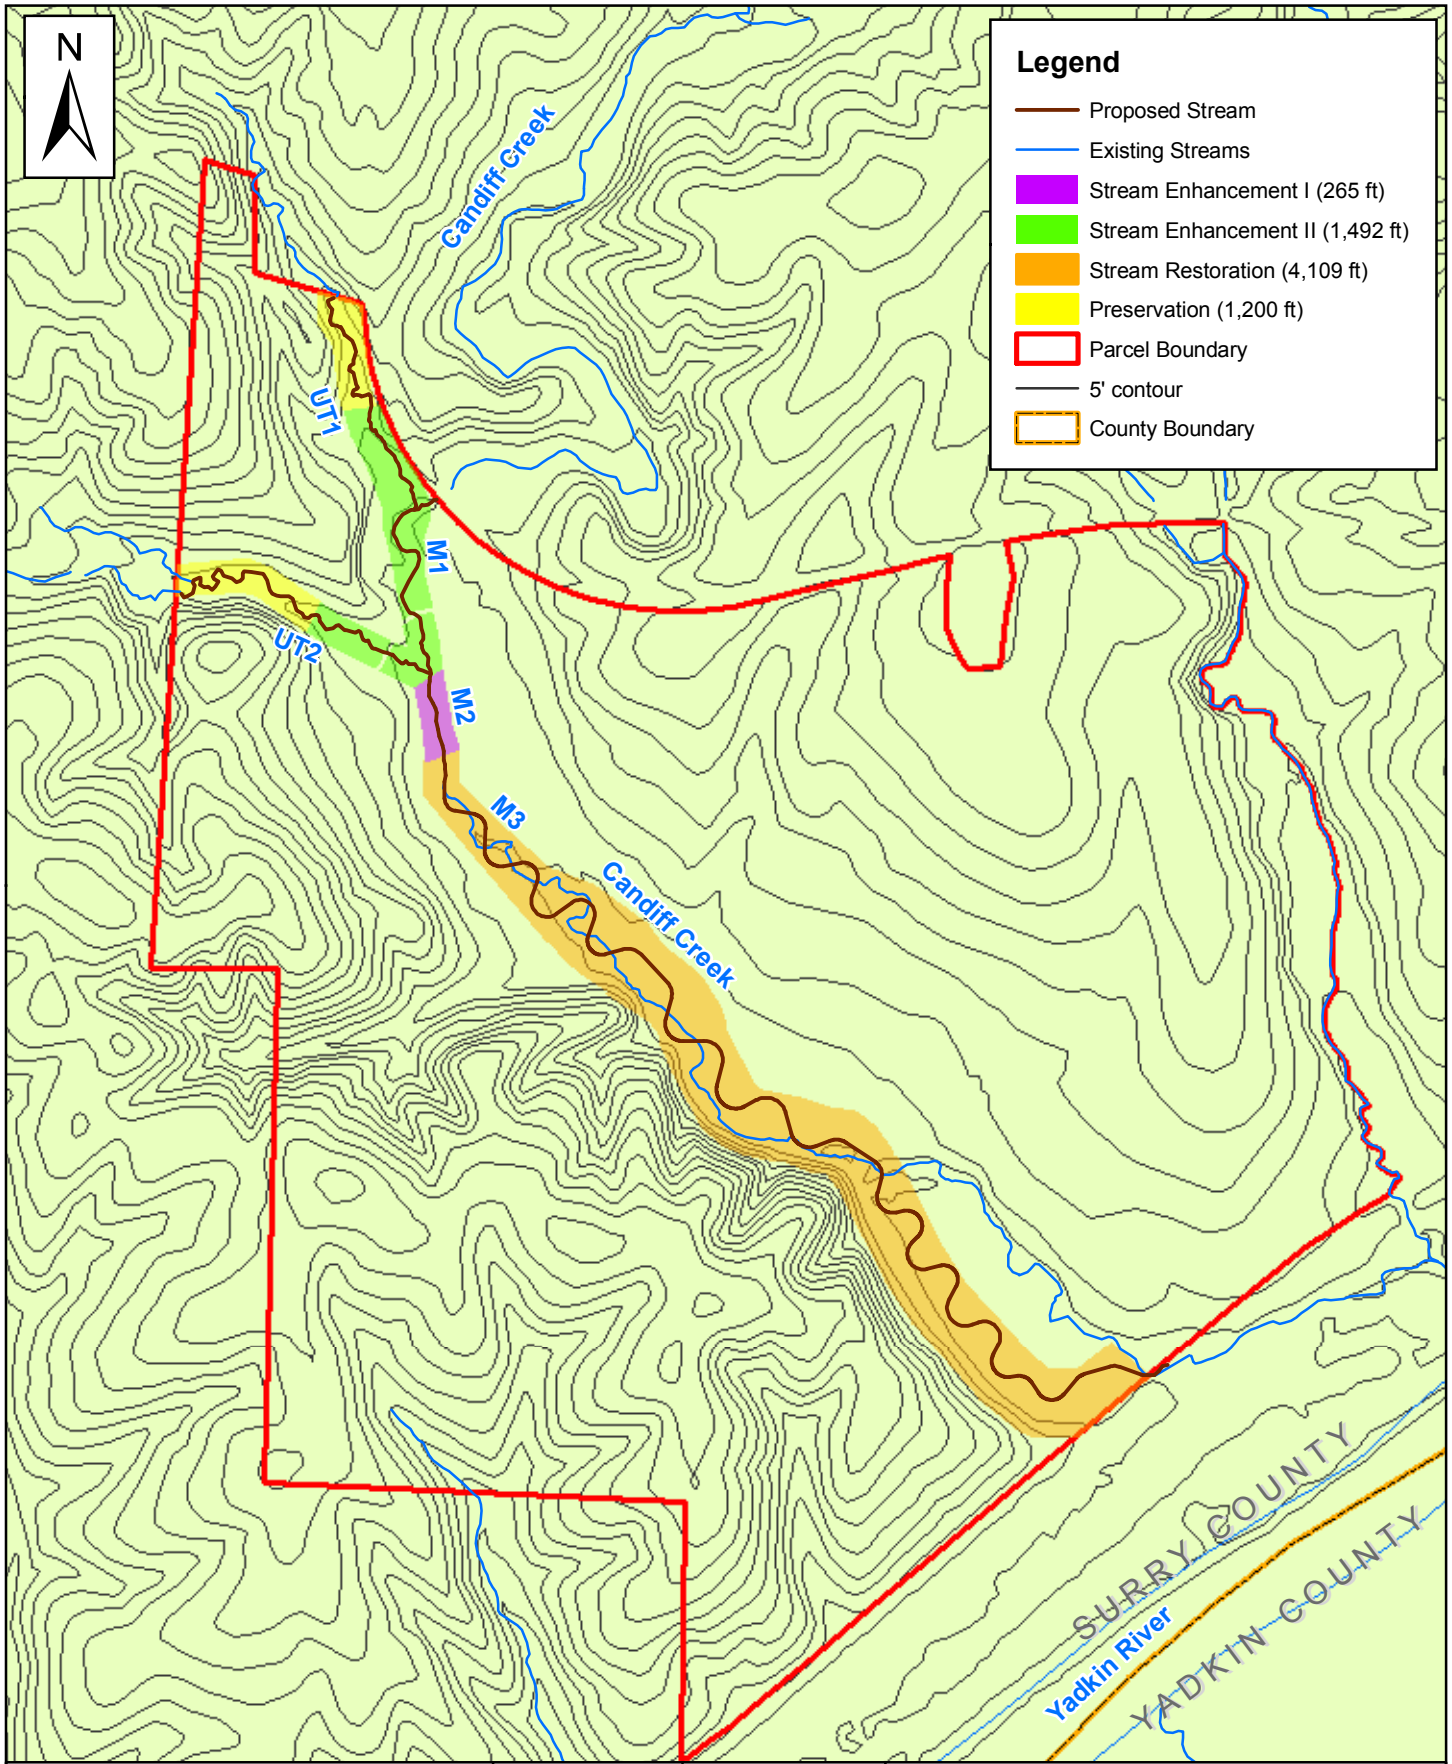 N
Legend
Proposed Stream
Existing Streams
Stream Enhancement I (265 ft)
Stream Enhancement II (1,492 ft)
Stream Restoration (4,109 ft)
Preservation (1,200 ft)
Parcel Boundary
5' contour
County Boundary
Candiff Creek
UT1
M1
UT2
M2
M3
Candiff Creek
SURRY COUNTY
Yadkin River
YADKIN COUNTY